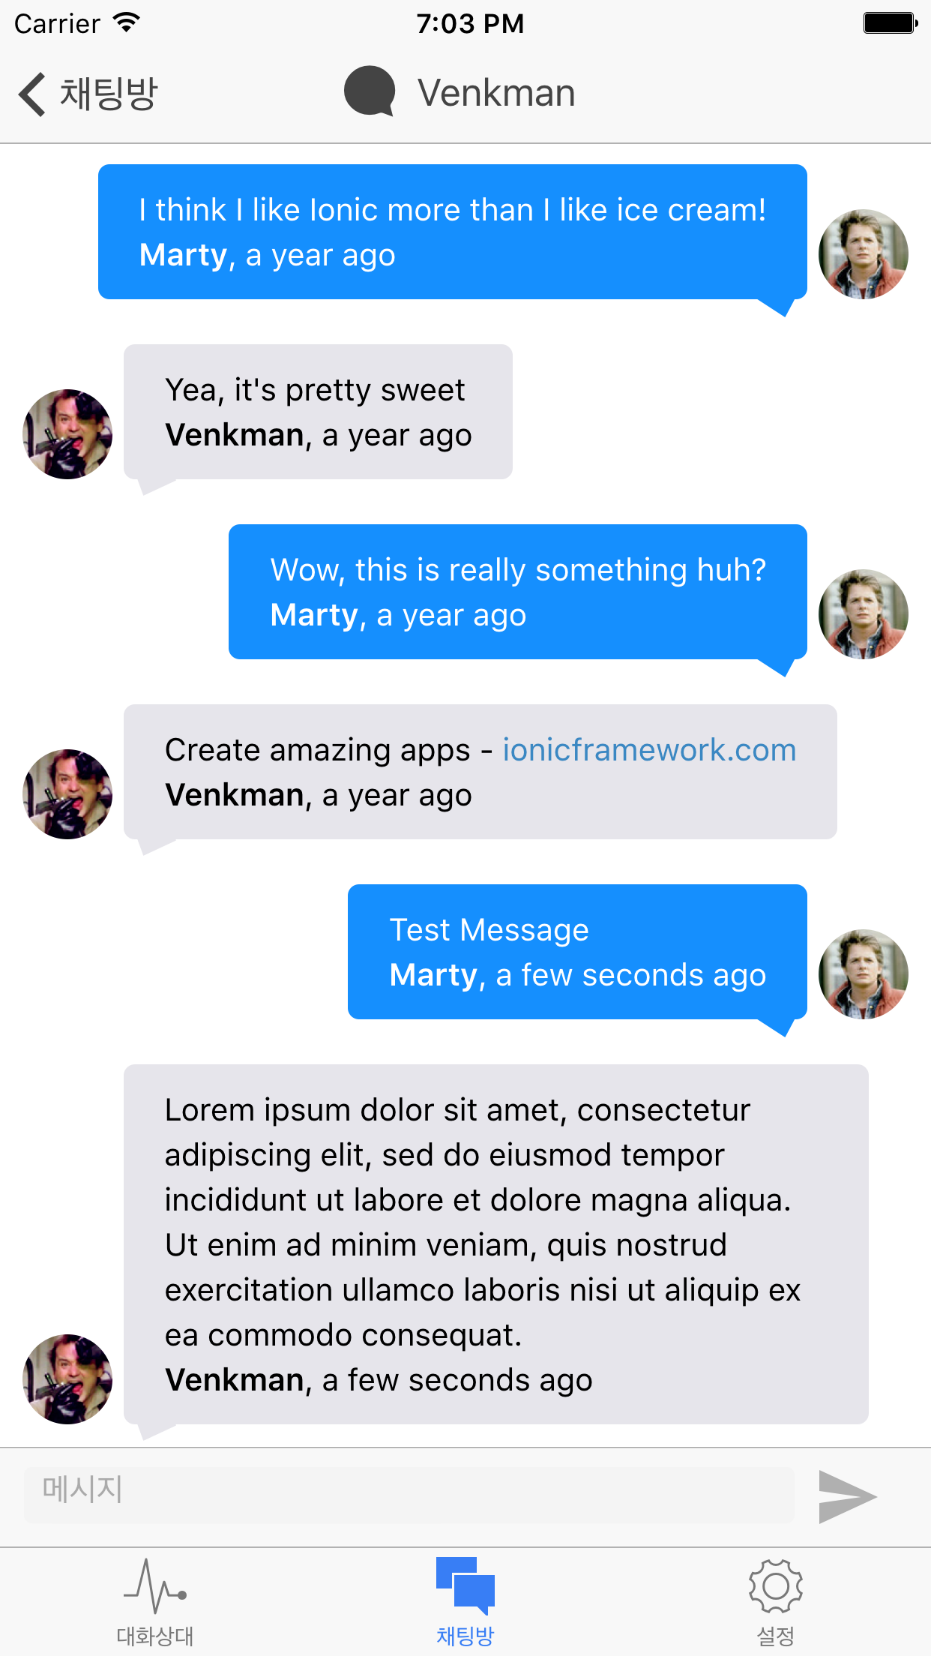 Carrier 7:03 PM
채팅방 Venkman
I think I like Ionic more than I like ice cream!
Marty, a year ago
Yea, it's pretty sweet
Venkman, a year ago
Wow, this is really something huh?
Marty, a year ago
Create amazing apps - ionicframework.com
Venkman, a year ago
Test Message
Marty, a few seconds ago
Lorem ipsum dolor sit amet, consectetur
adipiscing elit, sed do eiusmod tempor
incididunt ut labore et dolore magna aliqua.
Ut enim ad minim veniam, quis nostrud
exercitation ullamco laboris nisi ut aliquip ex
ea commodo consequat.
Venkman, a few seconds ago
메시지
대화상대 채팅방 설정